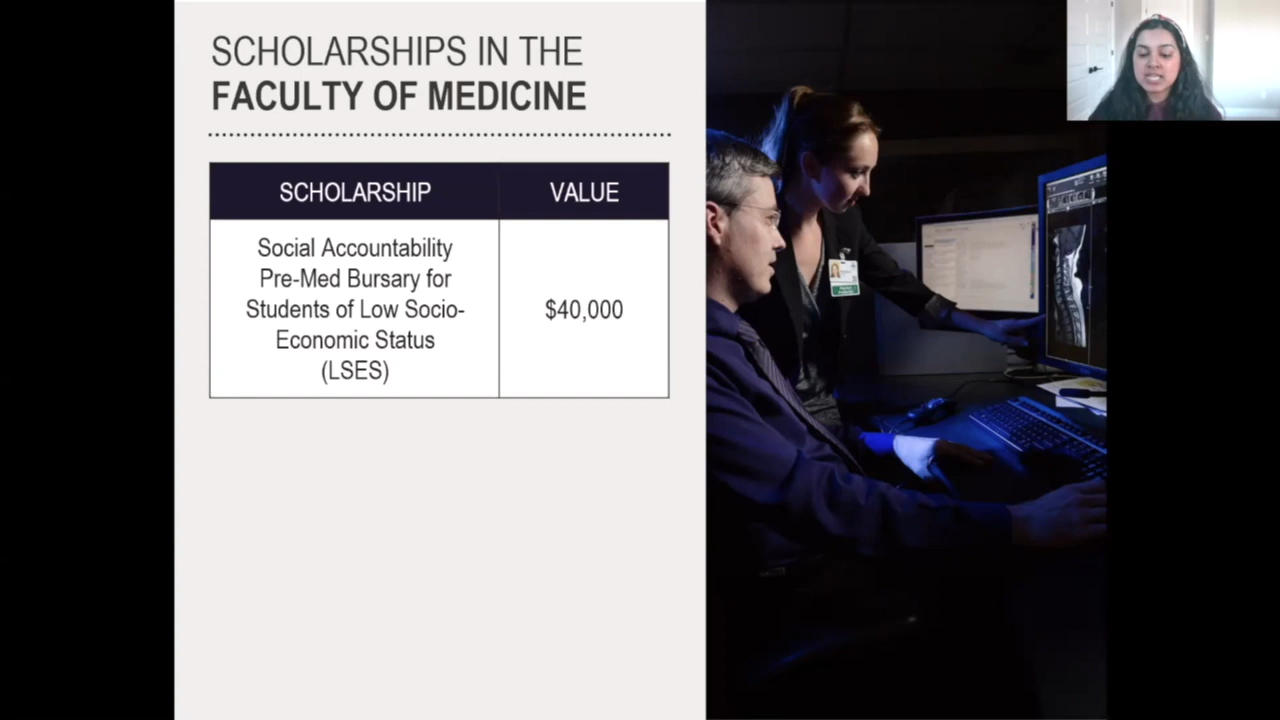 SCHOLARSHIPS IN THE
FACULTY OF MEDICINE
SCHOLARSHIP VALUE
Social Accountability
Pre-Med Bursary for
Students of Low Socio-
Economic Status
(LSES)
$40,000